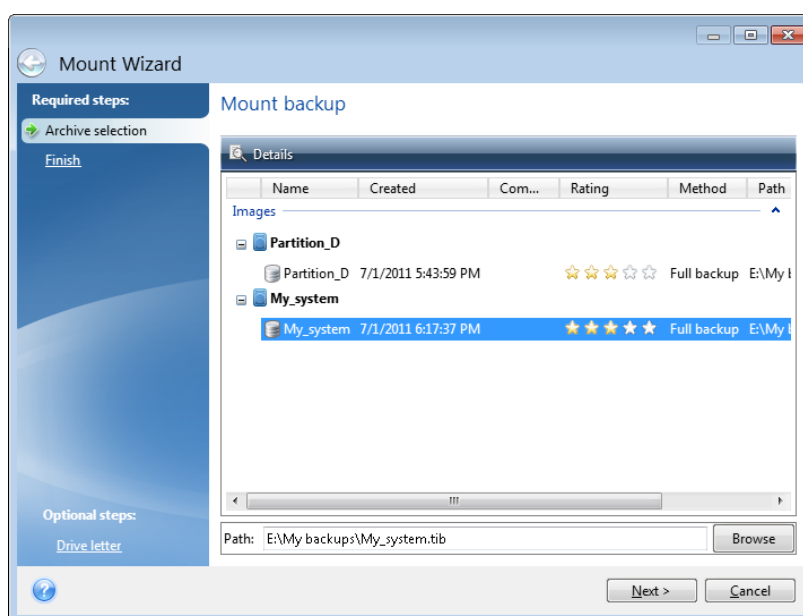 Mount Wizard
Required steps:
Archive selection
Finish
Mount backup
Details
Name Created Com... Rating Method Path
Images
Partition_D
Partition_D 7/1/2011 5:43:59 PM Full backup E:\My
My_system
My_system 7/1/2011 6:17:37 PM Full backup E:\My
Optional steps:
Drive letter
Path: E:\My backups\My_system.tib Browse
Next > Cancel